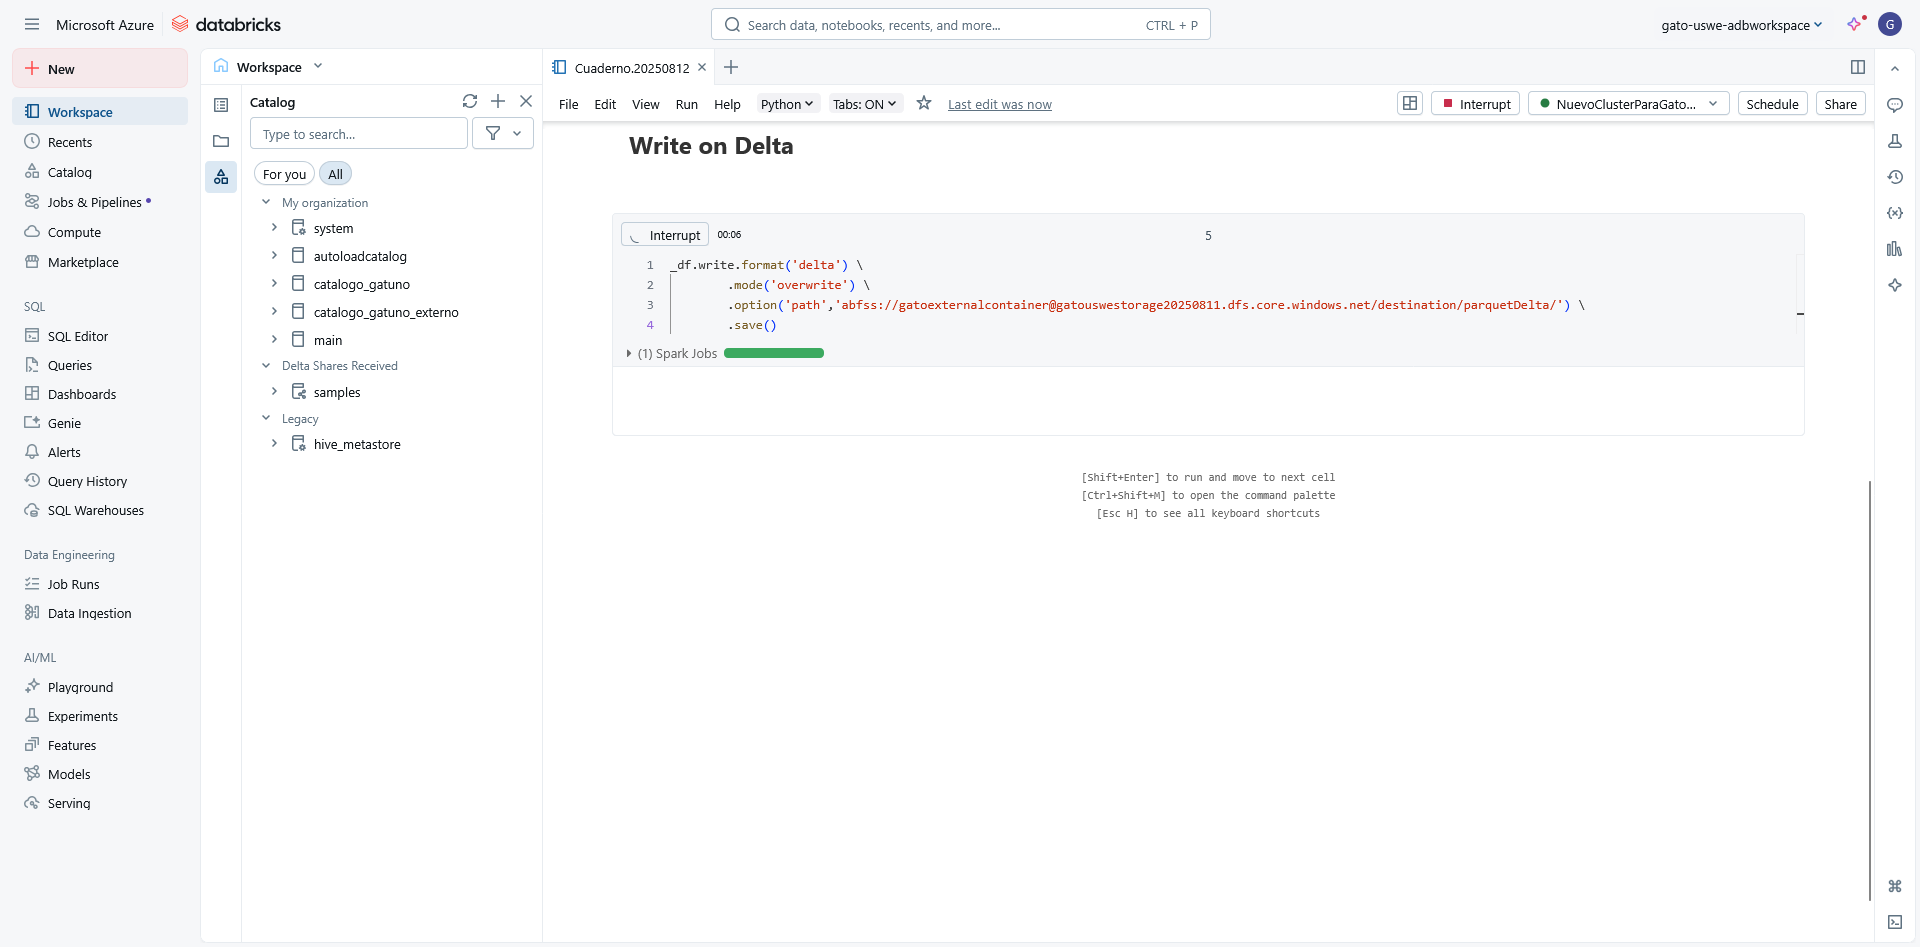 Microsoft Azure
databricks
Search data, notebooks, recents, and more...
CTRL + P
gato-uswe-adbworkspace
G
New
Workspace
Recents
Catalog
Jobs & Pipelines
Compute
Marketplace
SQL
SQL Editor
Queries
Dashboards
Genie
Alerts
Query History
SQL Warehouses
Data Engineering
Job Runs
Data Ingestion
AI/ML
Playground
Experiments
Features
Models
Serving
Workspace
Catalog
Type to search...
For you
All
My organization
system
autoloadcatalog
catalogo_gatuno
catalogo_gatuno_externo
main
Delta Shares Received
samples
Legacy
hive_metastore
Cuaderno.20250812
File Edit View Run Help Python Tabs: ON Last edit was now
Interrupt
NuevoClusterParaGato...
Schedule
Share
Write on Delta
Interrupt 00:06
5
1 _df.write.format('delta') \
2 .mode('overwrite') \
3 .option('path','abfss://gatoexternalcontainer@gatouswestorage20250811.dfs.core.windows.net/destination/parquetDelta/') \
4 .save()
(1) Spark Jobs
[Shift+Enter] to run and move to next cell
[Ctrl+Shift+M] to open the command palette
[Esc H] to see all keyboard shortcuts